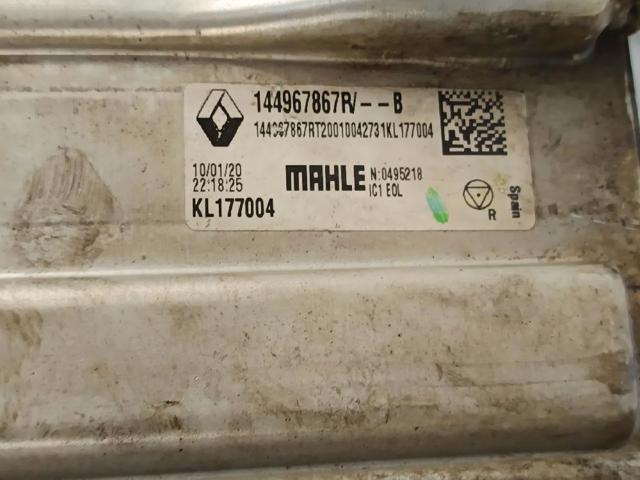 144967867R/--B
144967867RT20010042731KL177004
10/01/20
22:18:25
MAHLE
N:0495218
IC1 EOL
KL177004
R
Spain